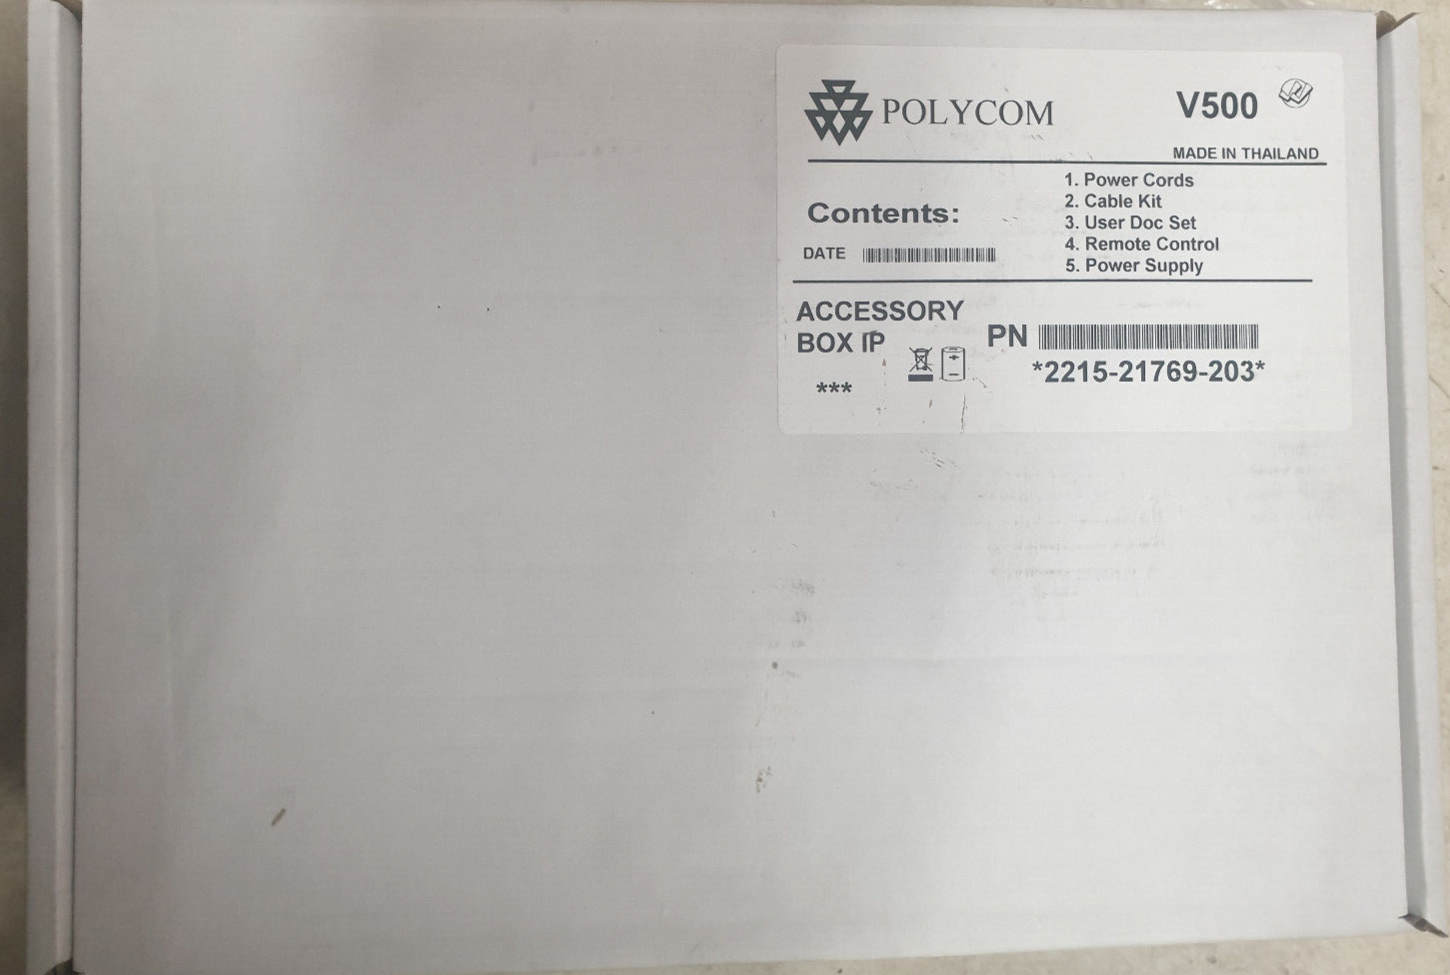 POLYCOM V500
MADE IN THAILAND
Contents:
1. Power Cords
2. Cable Kit
3. User Doc Set
4. Remote Control
5. Power Supply
DATE
ACCESSORY
BOX IP
***
PN
*2215-21769-203*